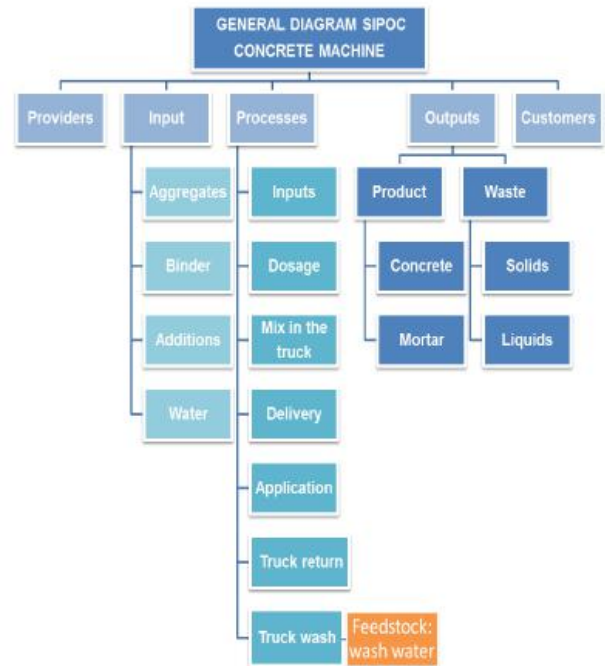 GENERAL DIAGRAM SIPOC
CONCRETE MACHINE
Providers
Input
Processes
Outputs
Customers
Aggregates
Binder
Additions
Water
Inputs
Dosage
Mix in the
truck
Delivery
Application
Truck return
Truck wash
Feedstock:
wash water
Product
Concrete
Mortar
Waste
Solids
Liquids